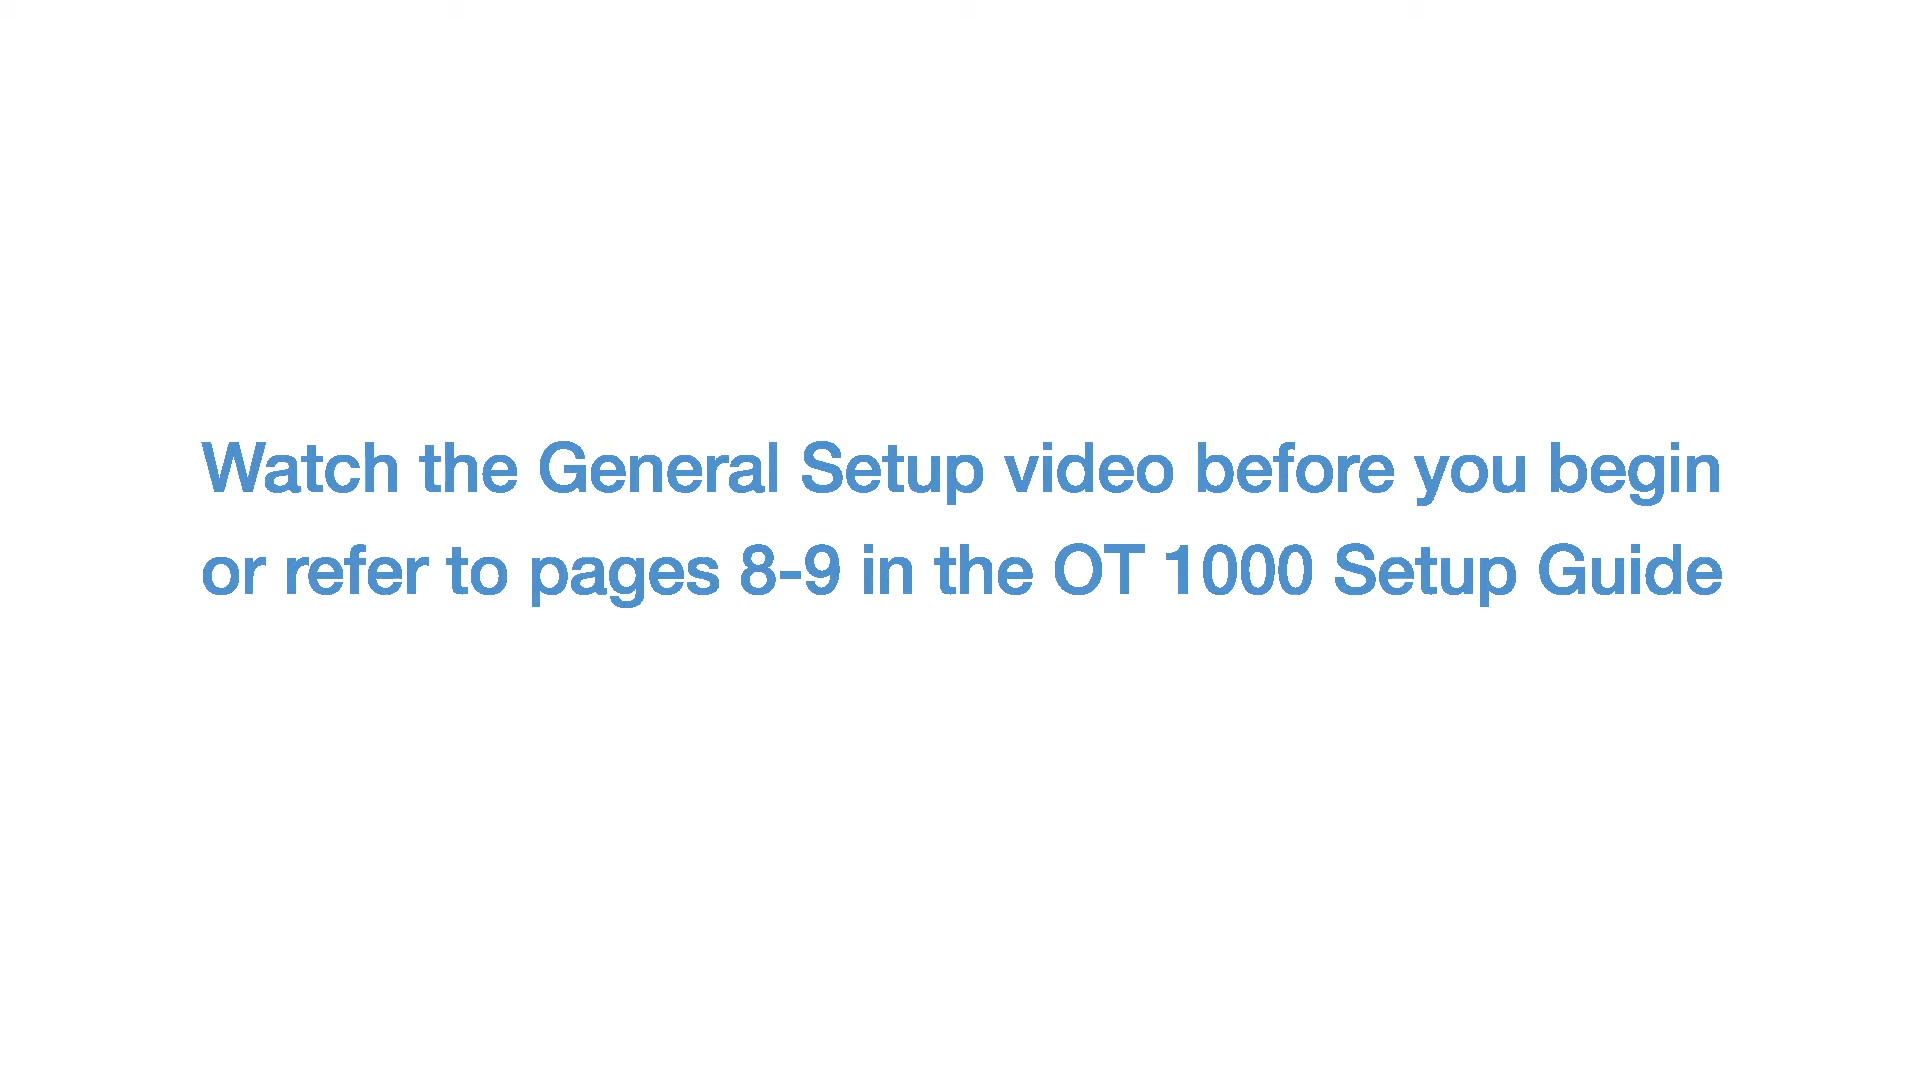 Watch the General Setup video before you begin
or refer to pages 8-9 in the OT 1000 Setup Guide